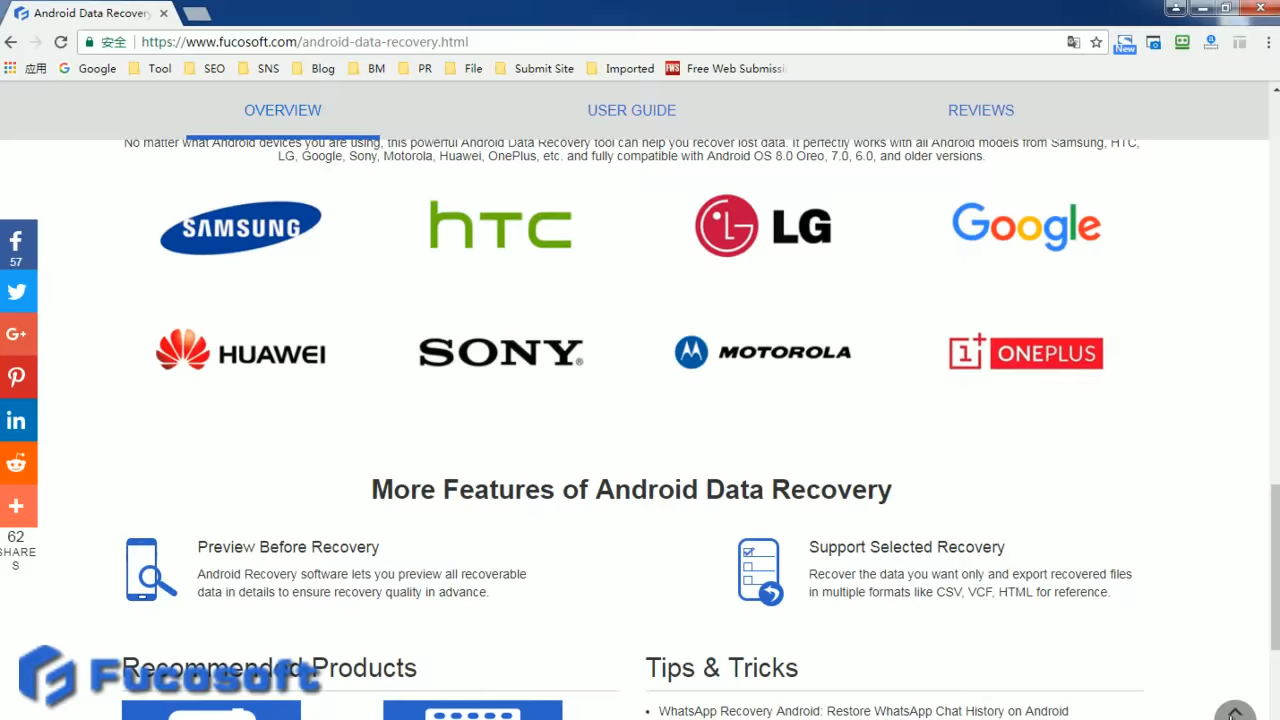 Android Data Recovery
安全 https://www.fucosoft.com/android-data-recovery.html
New
应用 Google Tool SEO SNS Blog BM PR File Submit Site Imported FWS Free Web Submiss
OVERVIEW USER GUIDE REVIEWS
No matter what Android devices you are using, this powerful Android Data Recovery tool can help you recover lost data. It perfectly works with all Android models from Samsung, HTC,
LG, Google, Sony, Motorola, Huawei, OnePlus, etc. and fully compatible with Android OS 8.0 Oreo, 7.0, 6.0, and older versions.
SAMSUNG hTC LG Google
HUAWEI SONY MOTOROLA ONEPLUS
57
62
SHARE
S
More Features of Android Data Recovery
Preview Before Recovery
Android Recovery software lets you preview all recoverable
data in details to ensure recovery quality in advance.
Support Selected Recovery
Recover the data you want only and export recovered files
in multiple formats like CSV, VCF, HTML for reference.
Recommended Products
Fucosoft
Tips & Tricks
WhatsApp Recovery Android: Restore WhatsApp Chat History on Android